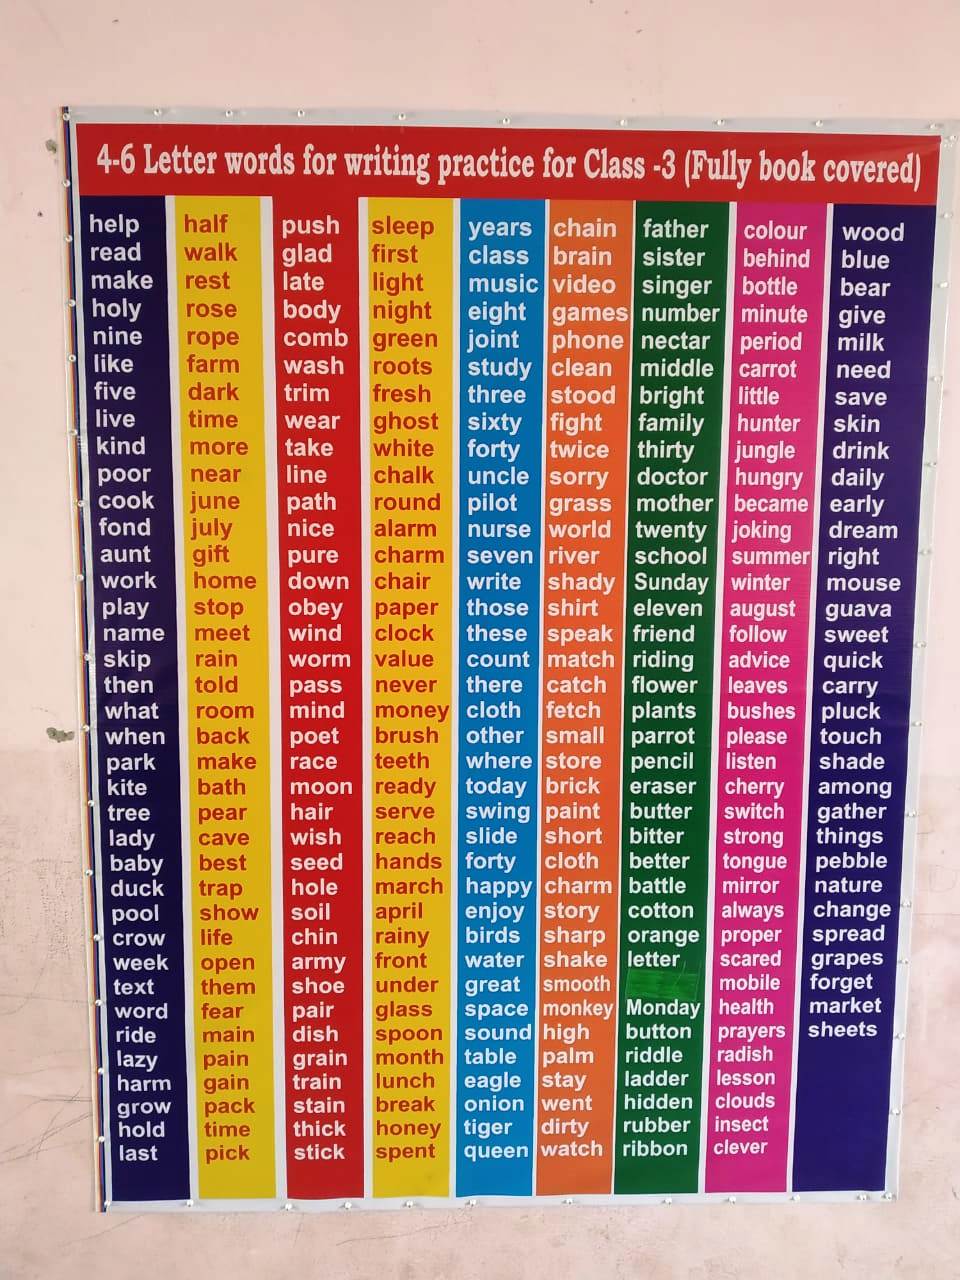 4-6 Letter words for writing practice for Class -3 (Fully book covered)
help
read
make
holy
nine
like
five
live
kind
poor
cook
fond
aunt
work
play
name
skip
then
what
when
park
kite
tree
lady
baby
duck
pool
crow
week
text
word
ride
lazy
harm
grow
hold
last
half
walk
rest
rose
rope
farm
dark
time
more
near
june
july
gift
home
stop
meet
rain
told
room
back
make
bath
pear
cave
best
trap
show
life
open
them
fear
main
pain
gain
pack
time
pick
push
glad
late
body
comb
wash
trim
wear
take
line
path
nice
pure
down
obey
wind
worm
pass
mind
poet
race
moon
hair
wish
seed
hole
soil
chin
army
shoe
pair
dish
grain
train
stain
thick
stick
sleep
first
light
night
green
roots
fresh
ghost
white
chalk
round
alarm
charm
chair
paper
clock
value
never
money
brush
teeth
ready
serve
reach
hands
march
april
rainy
front
under
glass
spoon
month
lunch
break
honey
spent
years
class
music
eight
joint
study
three
sixty
forty
uncle
pilot
nurse
seven
write
those
these
count
there
cloth
other
where
today
swing
slide
forty
happy
enjoy
birds
water
great
space
sound
table
eagle
onion
tiger
queen
chain
brain
video
games
phone
clean
stood
fight
twice
sorry
grass
world
river
shady
shirt
speak
match
catch
fetch
small
store
brick
paint
short
cloth
charm
story
sharp
shake
smooth
monkey
high
palm
stay
went
dirty
watch
father
sister
singer
number
nectar
middle
bright
family
thirty
doctor
mother
twenty
school
Sunday
eleven
friend
riding
flower
plants
parrot
pencil
eraser
butter
bitter
better
battle
cotton
orange
letter
Monday
button
riddle
ladder
hidden
rubber
ribbon
colour
behind
bottle
minute
period
carrot
little
hunter
jungle
hungry
became
joking
summer
winter
august
follow
advice
leaves
bushes
please
listen
cherry
switch
strong
tongue
mirror
always
proper
scared
mobile
health
prayers
radish
lesson
clouds
insect
clever
wood
blue
bear
give
milk
need
save
skin
drink
daily
early
dream
right
mouse
guava
sweet
quick
carry
pluck
touch
shade
among
gather
things
pebble
nature
change
spread
grapes
forget
market
sheets